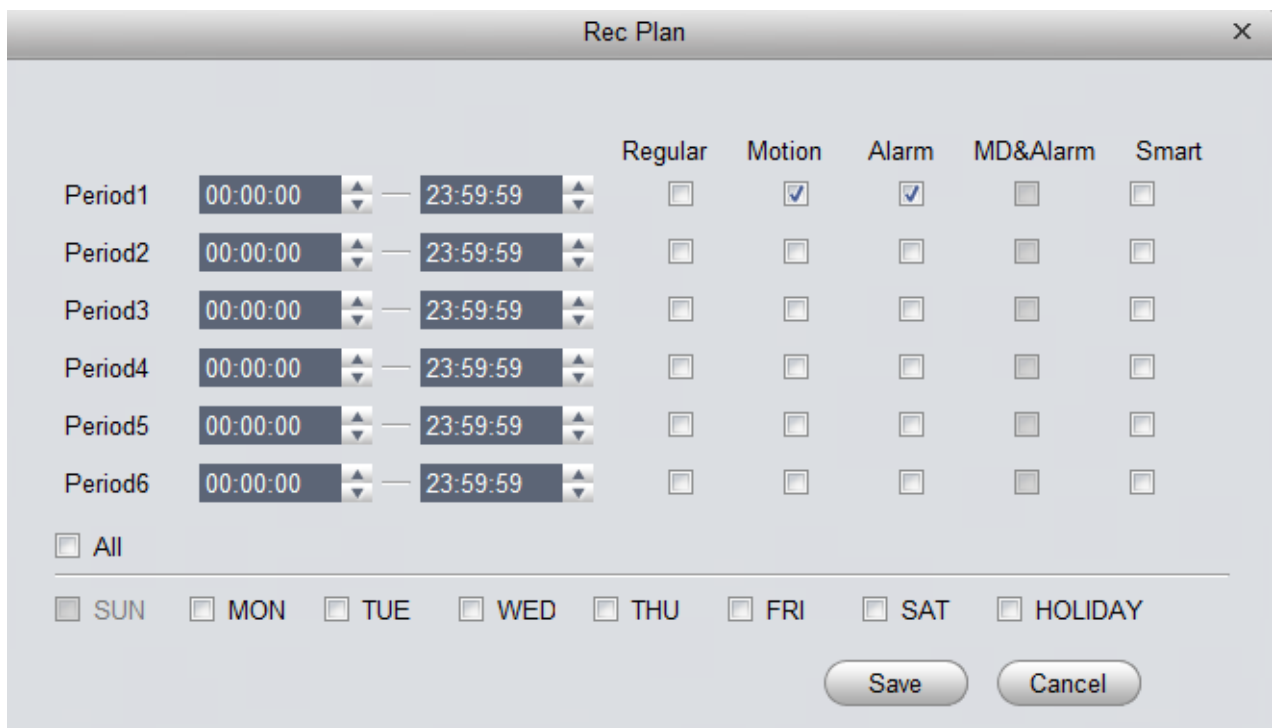 Rec Plan
Regular Motion Alarm MD&Alarm Smart
Period1 00:00:00 — 23:59:59
Period2 00:00:00 — 23:59:59
Period3 00:00:00 — 23:59:59
Period4 00:00:00 — 23:59:59
Period5 00:00:00 — 23:59:59
Period6 00:00:00 — 23:59:59
All
SUN MON TUE WED THU FRI SAT HOLIDAY
Save Cancel